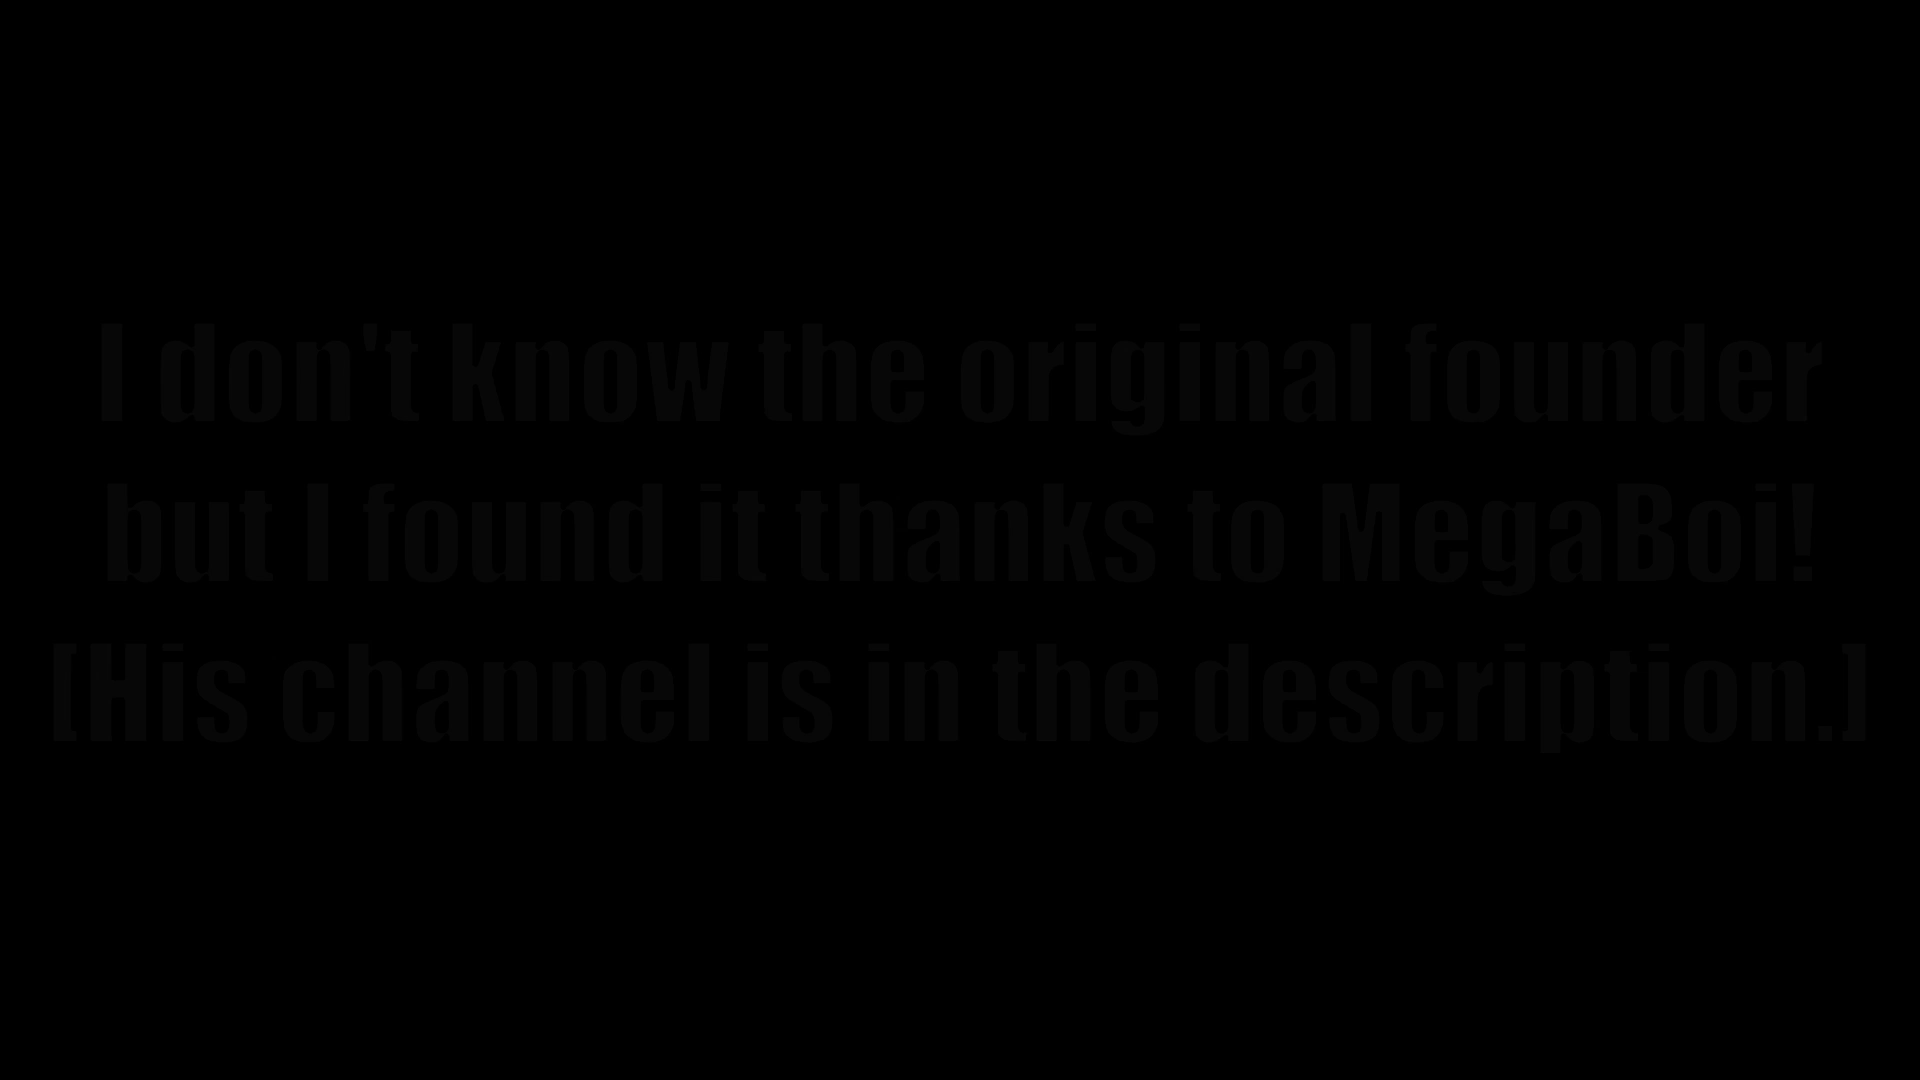 I don't know the original founder
but I found it thanks to MegaBoi!
[His channel is in the description.]